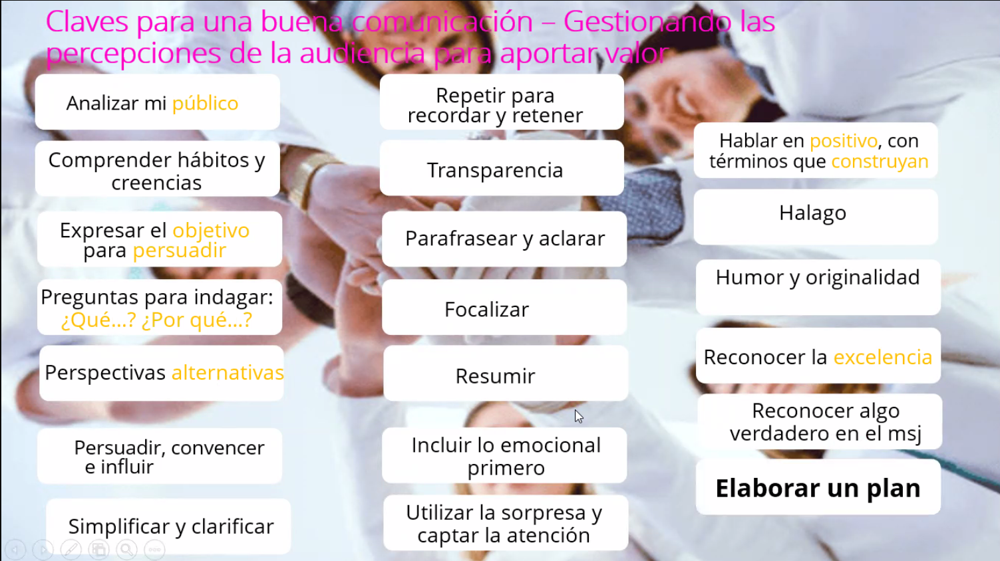 Claves para una buena comunicación – Gestionando las
percepciones de la audiencia para aportar valor
Analizar mi público
Comprender hábitos y
creencias
Expresar el objetivo
para persuadir
Preguntas para indagar:
¿Qué...? ¿Por qué...?
Perspectivas alternativas
Persuadir, convencer
e influir
Simplificar y clarificar
Repetir para
recordar y retener
Transparencia
Parafrasear y aclarar
Focalizar
Resumir
Incluir lo emocional
primero
Utilizar la sorpresa y
captar la atención
Hablar en positivo, con
términos que construyan
Halago
Humor y originalidad
Reconocer la excelencia
Reconocer algo
verdadero en el msj
Elaborar un plan